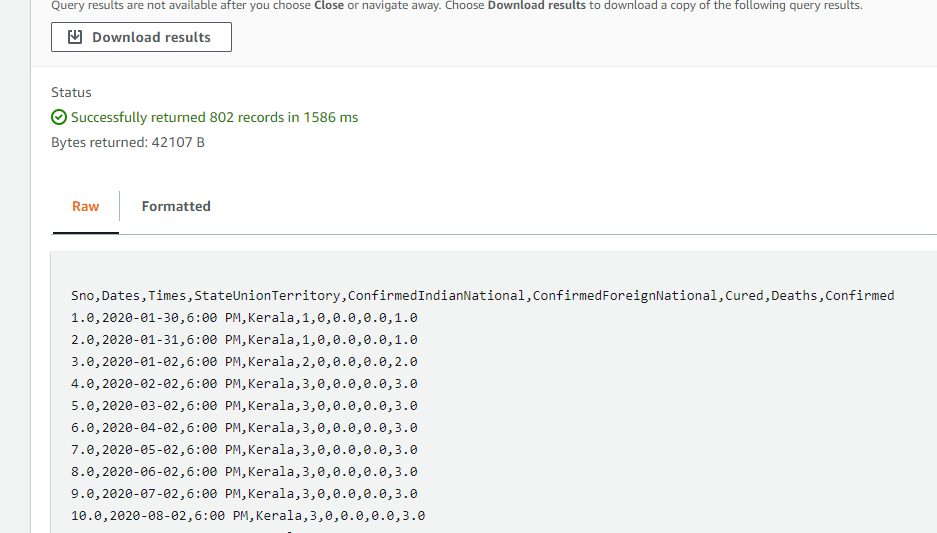 Query results are not available after you choose Close or navigate away. Choose Download results to download a copy of the following query results.
Download results
Status
Successfully returned 802 records in 1586 ms
Bytes returned: 42107 B
Raw
Formatted
Sno,Dates,Times,StateUnionTerritory,ConfirmedIndianNational,ConfirmedForeignNational,Cured,Deaths,Confirmed
1.0,2020-01-30,6:00 PM,Kerala,1,0,0.0,0.0,1.0
2.0,2020-01-31,6:00 PM,Kerala,1,0,0.0,0.0,1.0
3.0,2020-01-02,6:00 PM,Kerala,2,0,0.0,0.0,2.0
4.0,2020-02-02,6:00 PM,Kerala,3,0,0.0,0.0,3.0
5.0,2020-03-02,6:00 PM,Kerala,3,0,0.0,0.0,3.0
6.0,2020-04-02,6:00 PM,Kerala,3,0,0.0,0.0,3.0
7.0,2020-05-02,6:00 PM,Kerala,3,0,0.0,0.0,3.0
8.0,2020-06-02,6:00 PM,Kerala,3,0,0.0,0.0,3.0
9.0,2020-07-02,6:00 PM,Kerala,3,0,0.0,0.0,3.0
10.0,2020-08-02,6:00 PM,Kerala,3,0,0.0,0.0,3.0